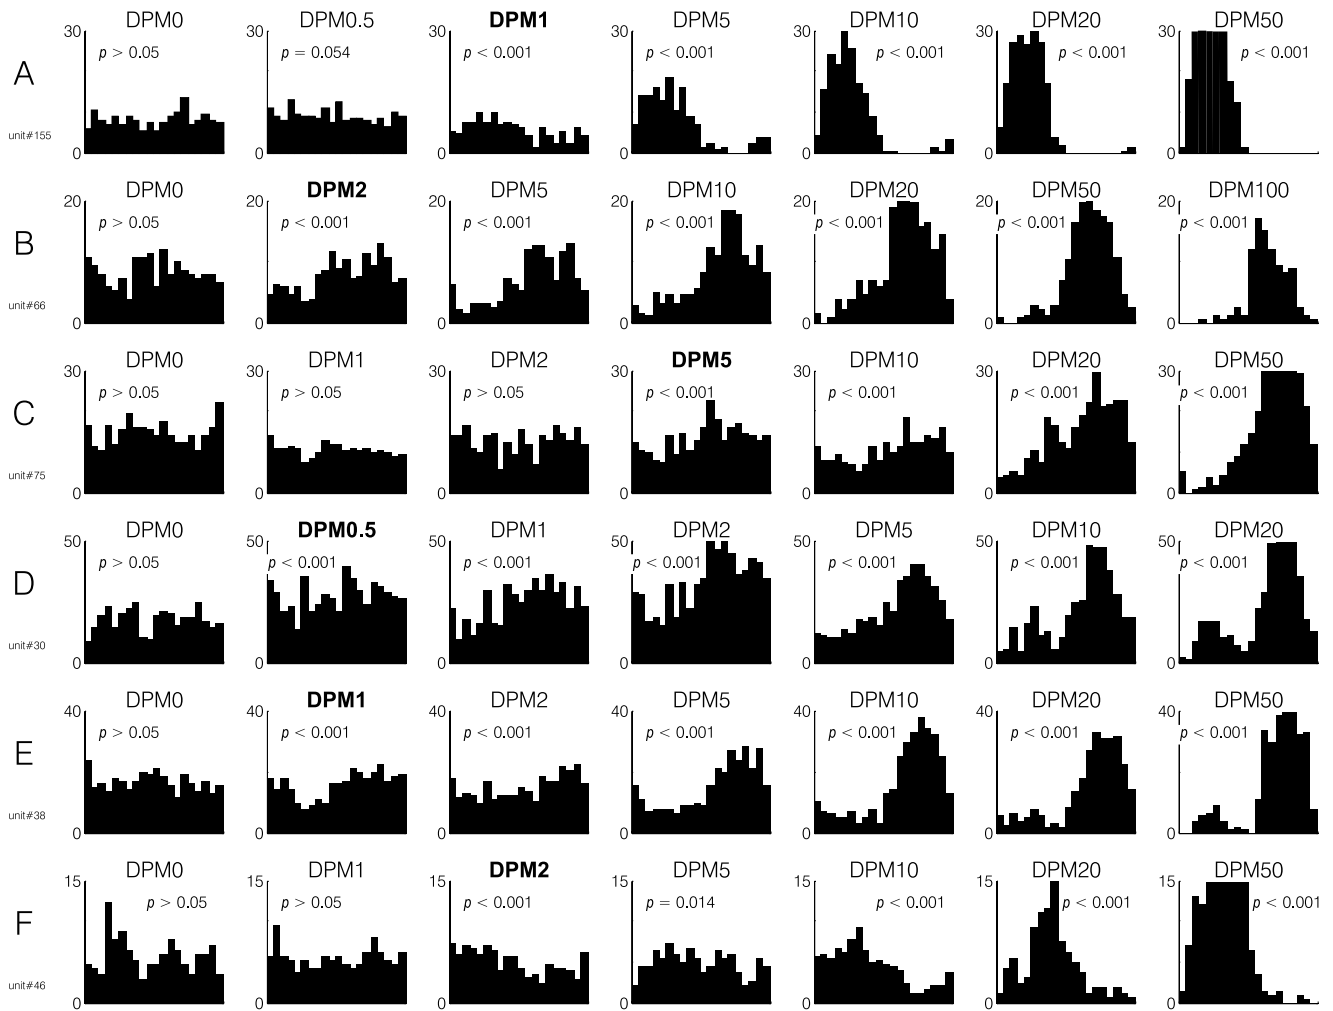 DPM0 DPM0.5 DPM1 DPM5 DPM10 DPM20 DPM50
30 30 30 30 30 30 30
p > 0.05 p = 0.054 p < 0.001 p < 0.001 p < 0.001 p < 0.001 p < 0.001
A
unit#155
0 0 0 0 0 0 0
DPM0 DPM2 DPM5 DPM10 DPM20 DPM50 DPM100
20 20 20 20 20 20 20
p > 0.05 p < 0.001 p < 0.001 p < 0.001 p < 0.001 p < 0.001 p < 0.001
B
unit#66
0 0 0 0 0 0 0
DPM0 DPM1 DPM2 DPM5 DPM10 DPM20 DPM50
30 30 30 30 30 30 30
p > 0.05 p > 0.05 p > 0.05 p < 0.001 p < 0.001 p < 0.001 p < 0.001
C
unit#75
0 0 0 0 0 0 0
DPM0 DPM0.5 DPM1 DPM2 DPM5 DPM10 DPM20
50 50 50 50 50 50 50
p > 0.05 p < 0.001 p < 0.001 p < 0.001 p < 0.001 p < 0.001 p < 0.001
D
unit#30
0 0 0 0 0 0 0
DPM0 DPM1 DPM2 DPM5 DPM10 DPM20 DPM50
40 40 40 40 40 40 40
p > 0.05 p < 0.001 p < 0.001 p < 0.001 p < 0.001 p < 0.001 p < 0.001
E
unit#38
0 0 0 0 0 0 0
DPM0 DPM1 DPM2 DPM5 DPM10 DPM20 DPM50
15 15 15 15 15 15 15
p > 0.05 p > 0.05 p < 0.001 p = 0.014 p < 0.001 p < 0.001 p < 0.001
F
unit#46
0 0 0 0 0 0 0